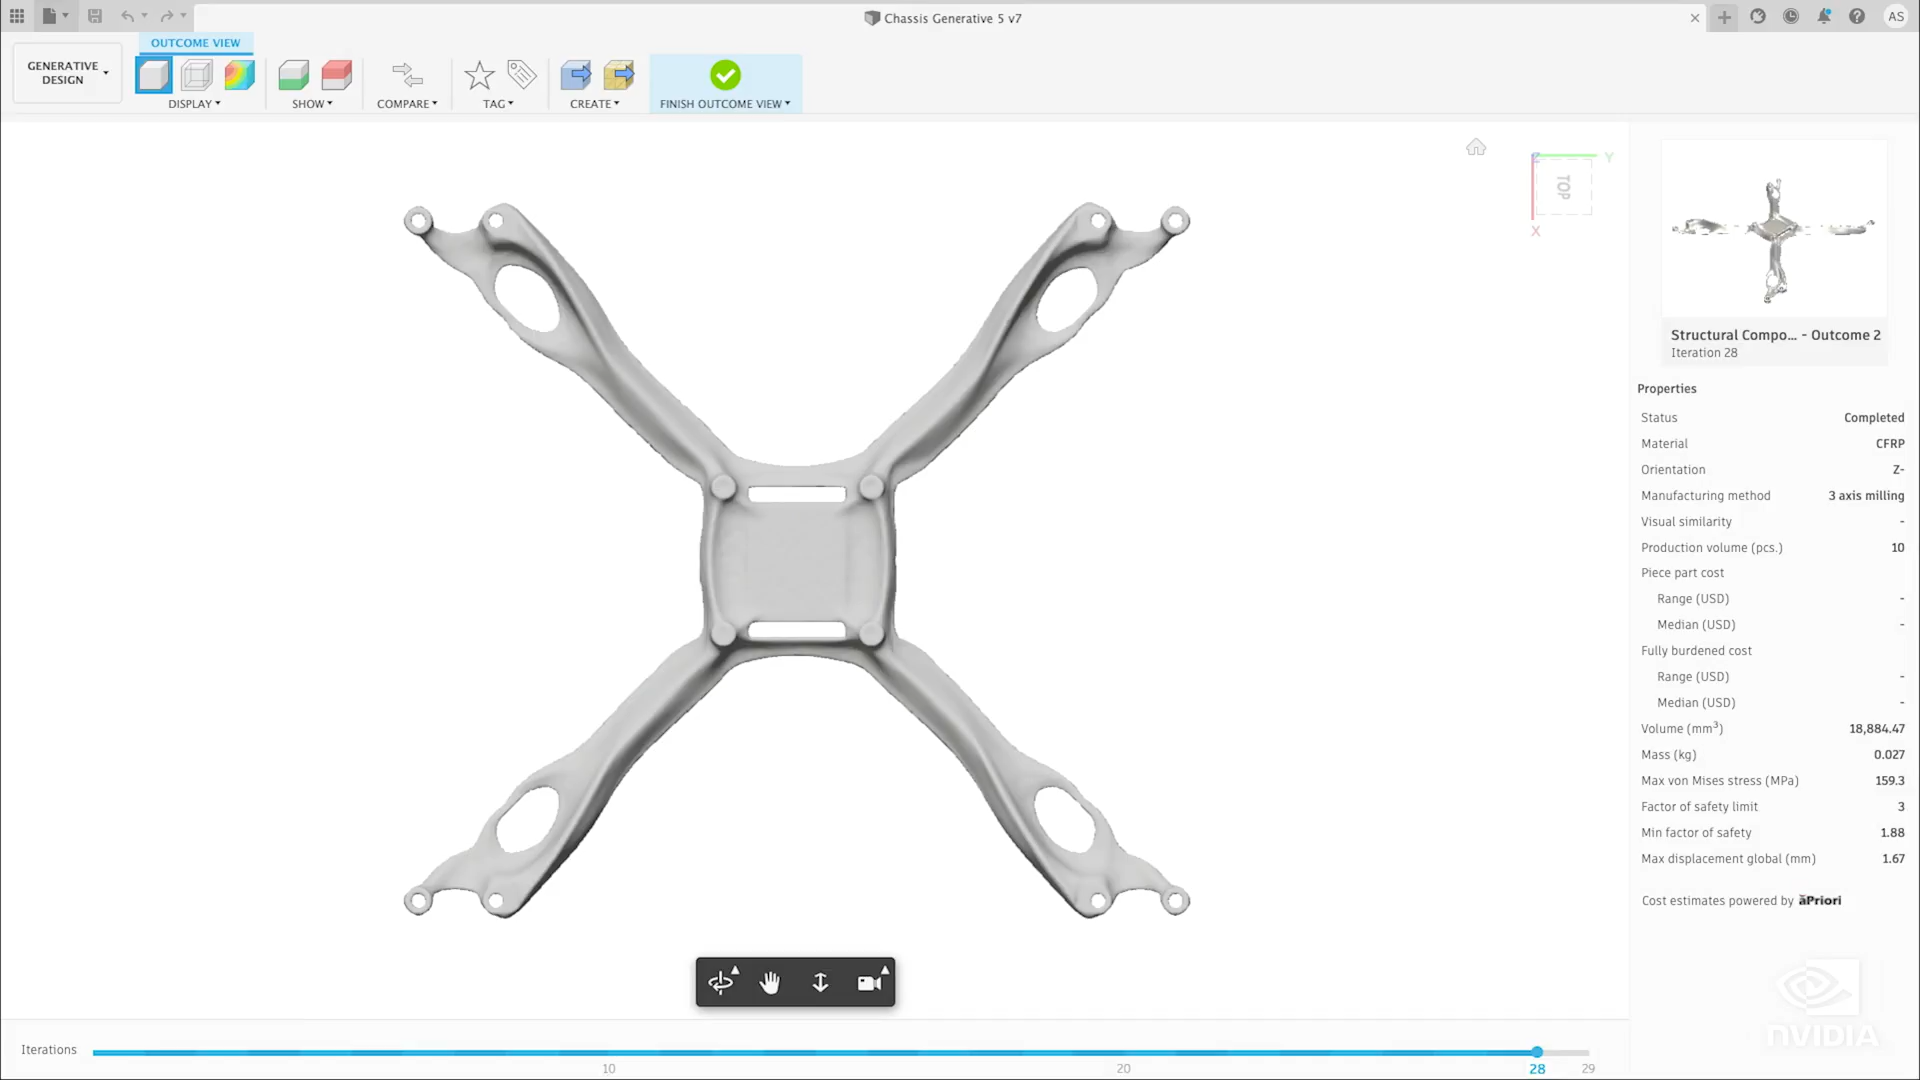 Chassis Generative 5 v7
AS
OUTCOME VIEW
GENERATIVE
DESIGN
DISPLAY
SHOW
COMPARE
TAG
CREATE
FINISH OUTCOME VIEW
Z
Y
TOP
X
Structural Compo... - Outcome 2
Iteration 28
Properties
Status Completed
Material CFRP
Orientation Z-
Manufacturing method 3 axis milling
Visual similarity -
Production volume (pcs.) 10
Piece part cost
Range (USD) -
Median (USD) -
Fully burdened cost
Range (USD) -
Median (USD) -
Volume (mm³) 18,884.47
Mass (kg) 0.027
Max von Mises stress (MPa) 159.3
Factor of safety limit 3
Min factor of safety 1.88
Max displacement global (mm) 1.67
Cost estimates powered by aPriori
NVIDIA
Iterations
10 20 28 29